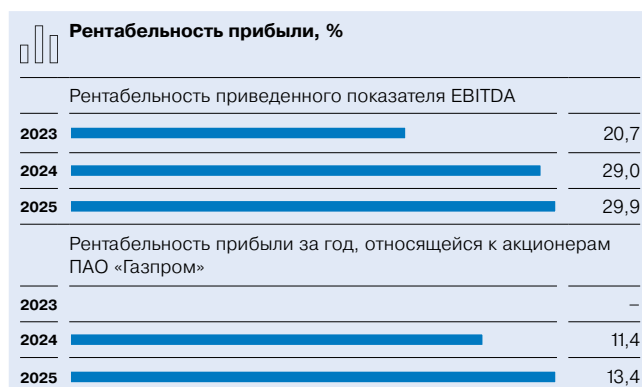 Рентабельность прибыли, %
Рентабельность приведенного показателя EBITDA
2023 20,7
2024 29,0
2025 29,9
Рентабельность прибыли за год, относящейся к акционерам
ПАО «Газпром»
2023 –
2024 11,4
2025 13,4